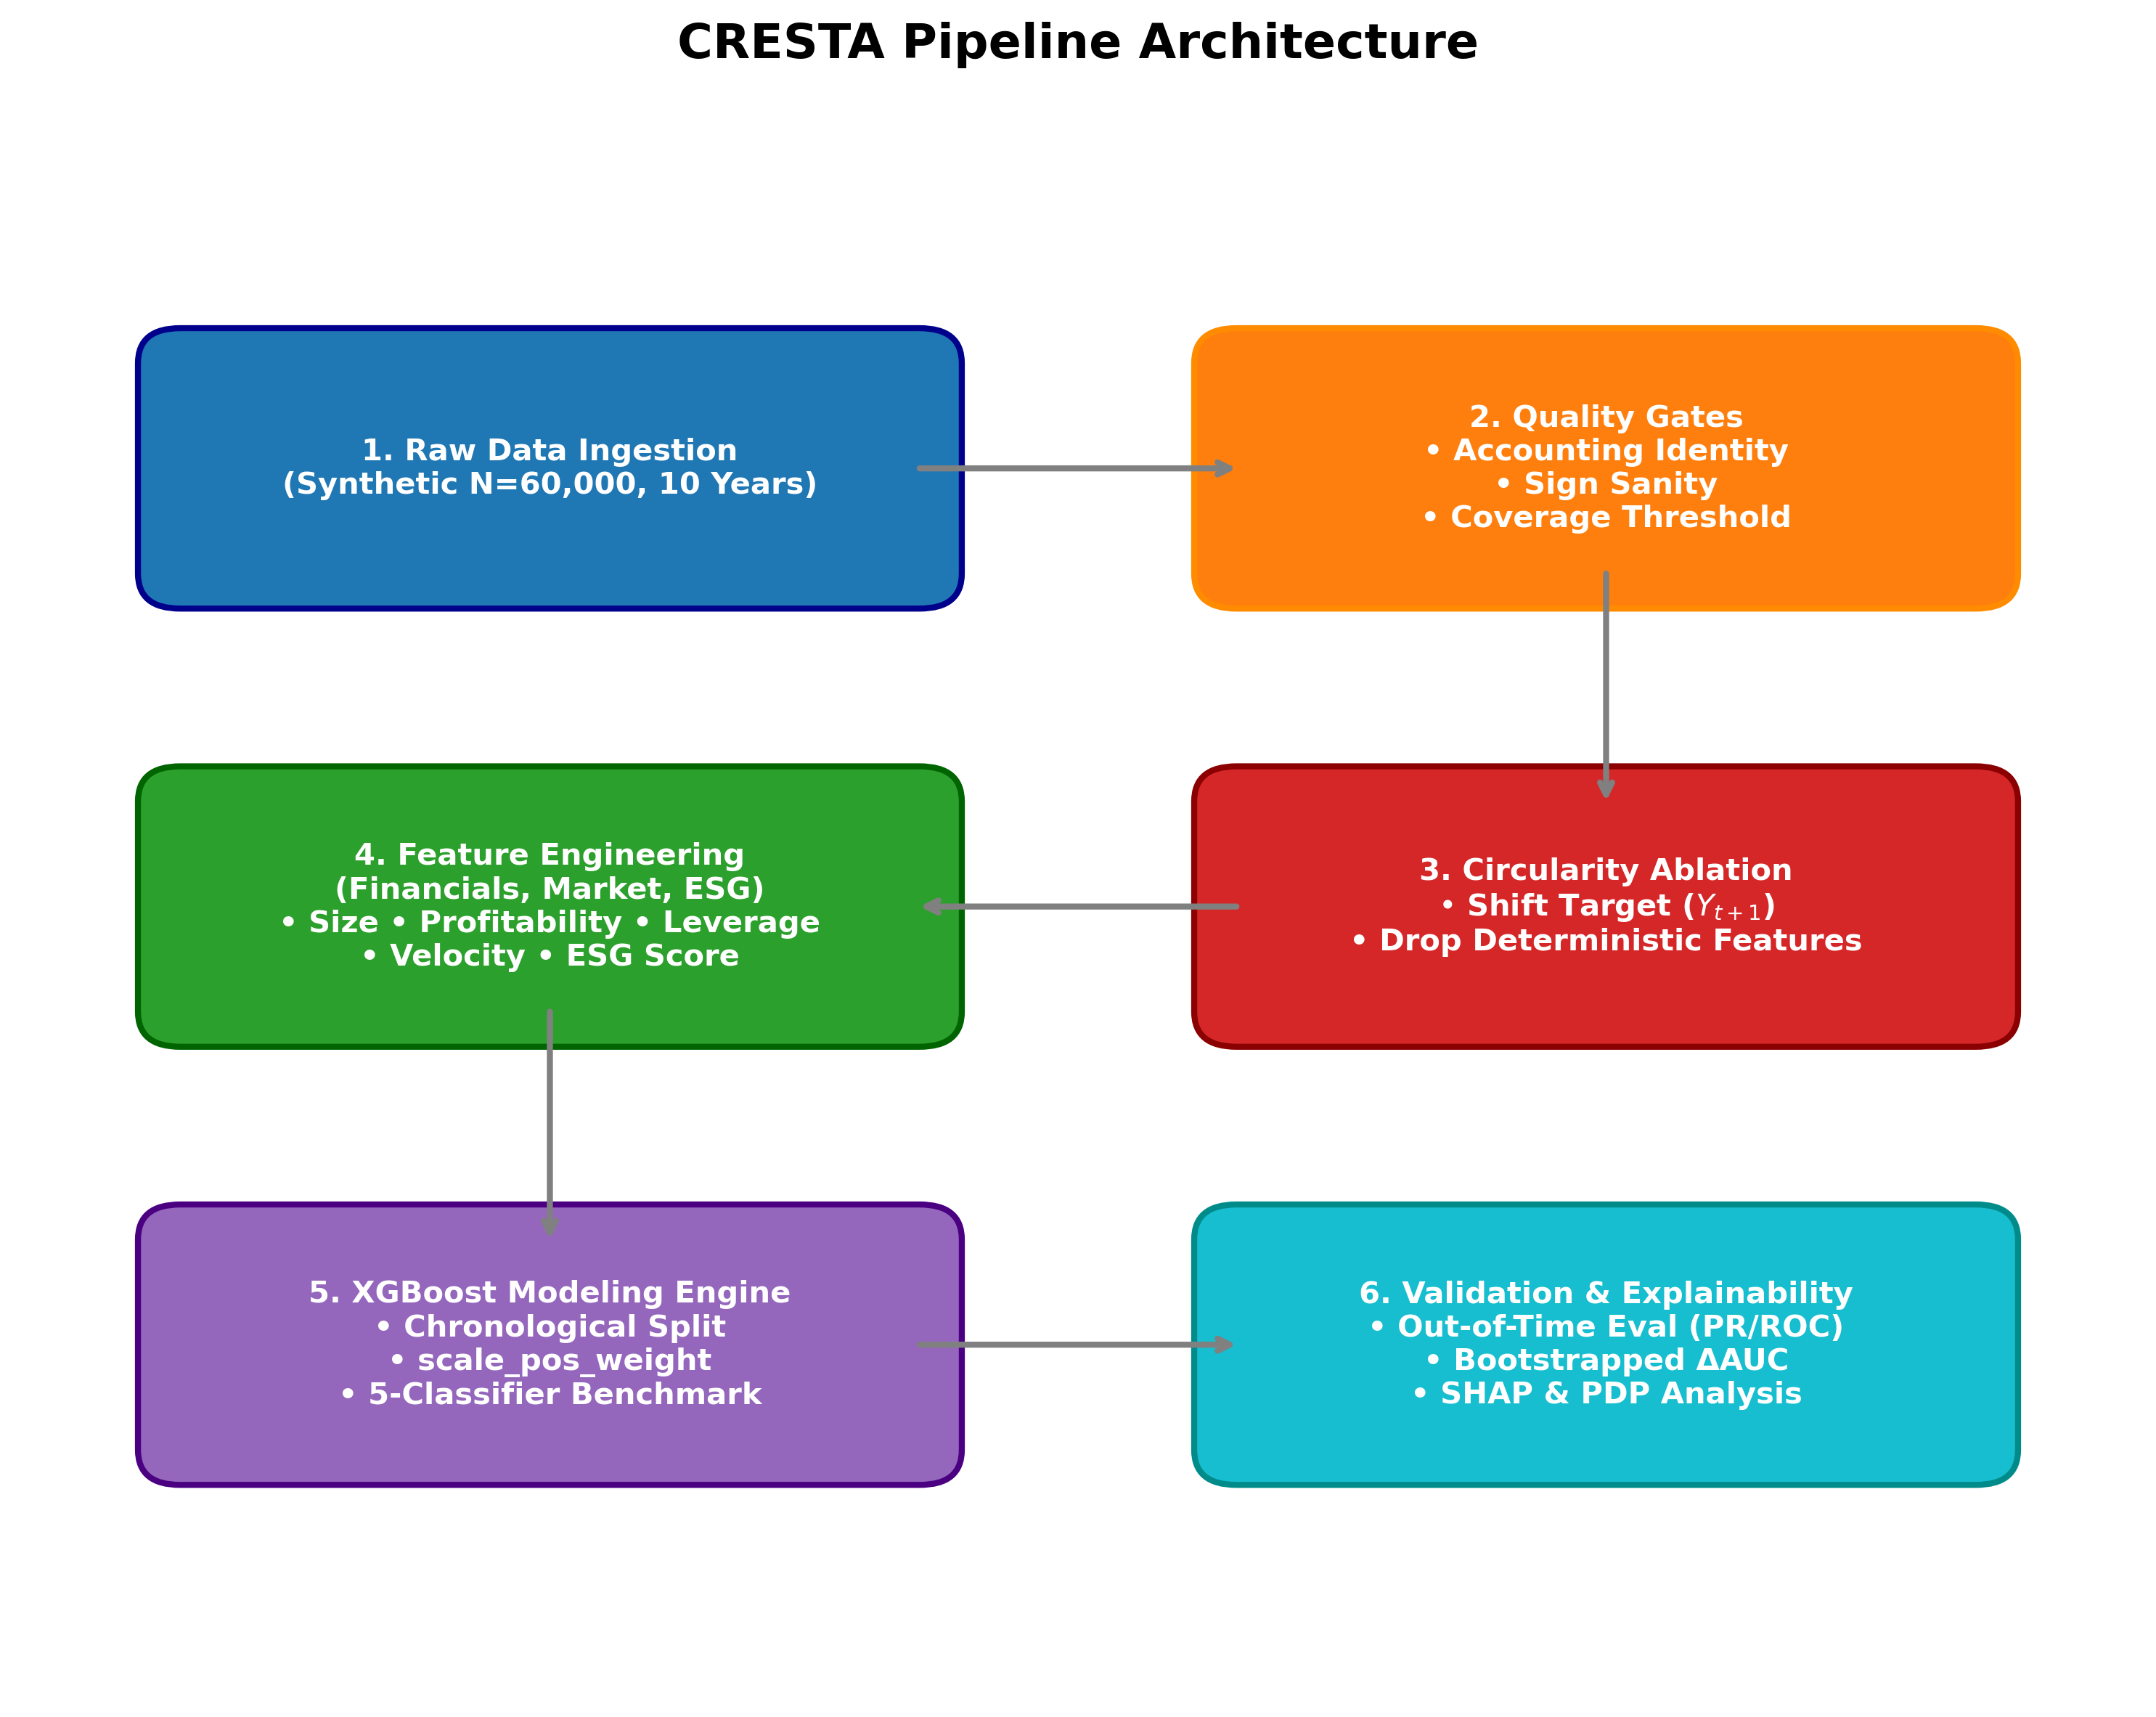 CRESTA Pipeline Architecture
1. Raw Data Ingestion
(Synthetic N=60,000, 10 Years)
2. Quality Gates
• Accounting Identity
• Sign Sanity
• Coverage Threshold
3. Circularity Ablation
• Shift Target (Y_{t+1})
• Drop Deterministic Features
4. Feature Engineering
(Financials, Market, ESG)
• Size • Profitability • Leverage
• Velocity • ESG Score
5. XGBoost Modeling Engine
• Chronological Split
• scale_pos_weight
• 5-Classifier Benchmark
6. Validation & Explainability
• Out-of-Time Eval (PR/ROC)
• Bootstrapped ΔAUC
• SHAP & PDP Analysis